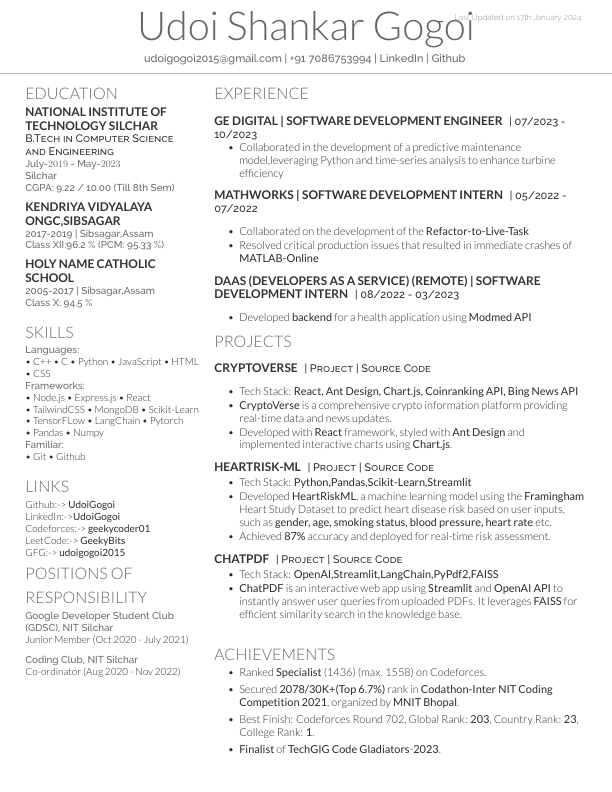 Last Updated on 17th January 2024
Udoi Shankar Gogoi
udoigogoi2015@gmail.com | +91 7086753994 | LinkedIn | Github
EDUCATION
NATIONAL INSTITUTE OF
TECHNOLOGY SILCHAR
B.Tech in Computer Science
and Engineering
July-2019 - May-2023
Silchar
CGPA: 9.22 / 10.00 (Till 8th Sem)
KENDRIYA VIDYALAYA
ONGC,SIBSAGAR
2017-2019 | Sibsagar,Assam
Class XII:96.2 % (PCM: 95.33 %)
HOLY NAME CATHOLIC
SCHOOL
2005-2017 | Sibsagar,Assam
Class X: 94.5 %
SKILLS
Languages:
• C++ • C • Python • JavaScript • HTML
• CSS
Frameworks:
• Node.js • Express.js • React
• TailwindCSS • MongoDB • Scikit-Learn
• TensorFLow • LangChain • Pytorch
• Pandas • Numpy
Familiar:
• Git • Github
LINKS
Github:-> UdoiGogoi
LinkedIn:->UdoiGogoi
Codeforces:-> geekycoder01
LeetCode:-> GeekyBits
GFG:-> udoigogoi2015
POSITIONS OF
RESPONSIBILITY
Google Developer Student Club
(GDSC), NIT Silchar
Junior Member (Oct 2020 - July 2021)
Coding Club, NIT Silchar
Co-ordinator (Aug 2020 - Nov 2022)
EXPERIENCE
GE DIGITAL | SOFTWARE DEVELOPMENT ENGINEER | 07/2023 -
10/2023
• Collaborated in the development of a predictive maintenance
model,leveraging Python and time-series analysis to enhance turbine
efficiency
MATHWORKS | SOFTWARE DEVELOPMENT INTERN | 05/2022 -
07/2022
• Collaborated on the development of the Refactor-to-Live-Task
• Resolved critical production issues that resulted in immediate crashes of
MATLAB-Online
DAAS (DEVELOPERS AS A SERVICE) (REMOTE) | SOFTWARE
DEVELOPMENT INTERN | 08/2022 - 03/2023
• Developed backend for a health application using Modmed API
PROJECTS
CRYPTOVERSE | Project | Source Code
• Tech Stack: React, Ant Design, Chart.js, Coinranking API, Bing News API
• CryptoVerse is a comprehensive crypto information platform providing
real-time data and news updates.
• Developed with React framework, styled with Ant Design and
implemented interactive charts using Chart.js.
HEARTRISK-ML | Project | Source Code
• Tech Stack: Python,Pandas,Scikit-Learn,Streamlit
• Developed HeartRiskML, a machine learning model using the Framingham
Heart Study Dataset to predict heart disease risk based on user inputs,
such as gender, age, smoking status, blood pressure, heart rate etc.
• Achieved 87% accuracy and deployed for real-time risk assessment.
CHATPDF | Project | Source Code
• Tech Stack: OpenAI,Streamlit,LangChain,PyPdf2,FAISS
• ChatPDF is an interactive web app using Streamlit and OpenAI API to
instantly answer user queries from uploaded PDFs. It leverages FAISS for
efficient similarity search in the knowledge base.
ACHIEVEMENTS
• Ranked Specialist (1436) (max. 1558) on Codeforces.
• Secured 2078/30K+(Top 6.7%) rank in Codathon-Inter NIT Coding
Competition 2021, organized by MNIT Bhopal.
• Best Finish: Codeforces Round 702, Global Rank: 203, Country Rank: 23,
College Rank: 1.
• Finalist of TechGIG Code Gladiators-2023.